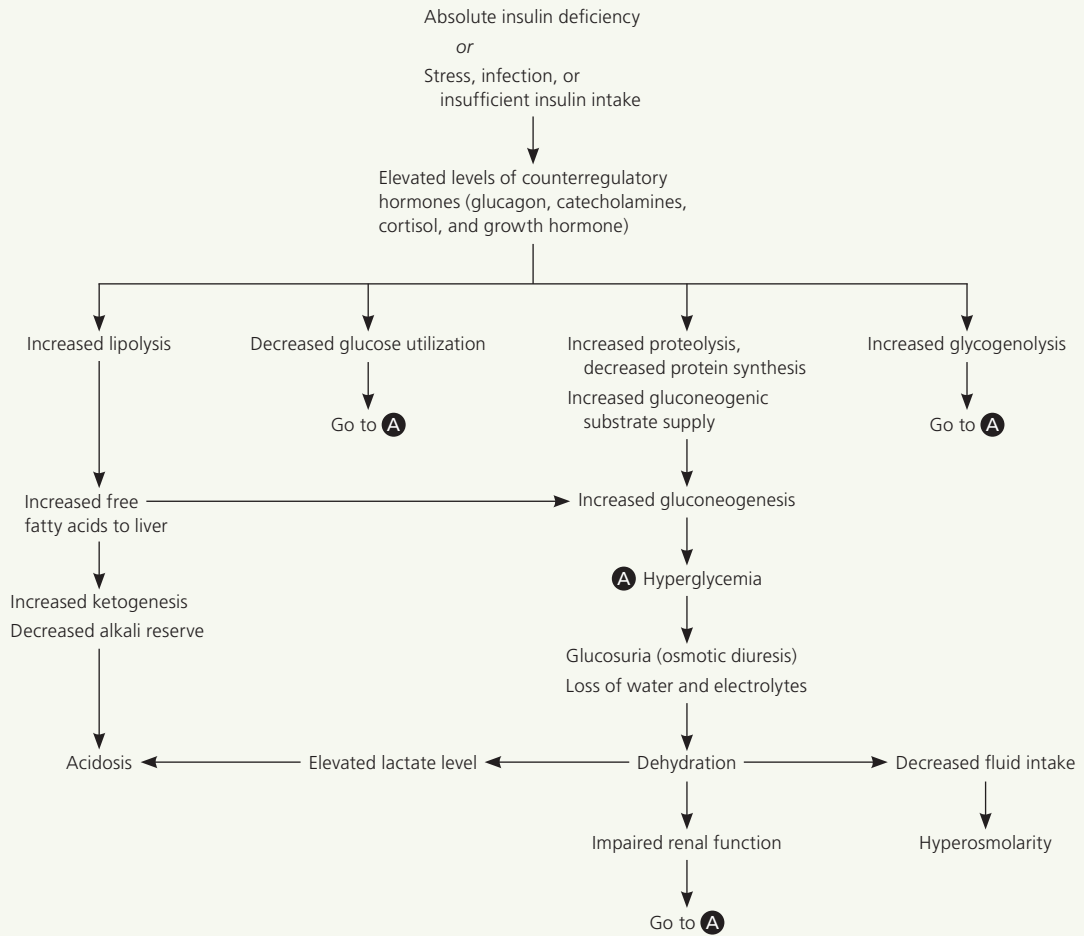 Absolute insulin deficiency
or
Stress, infection, or
insufficient insulin intake
Elevated levels of counterregulatory
hormones (glucagon, catecholamines,
cortisol, and growth hormone)
Increased lipolysis
Decreased glucose utilization
Increased proteolysis,
decreased protein synthesis
Increased glycogenolysis
Increased gluconeogenic
substrate supply
Go to A
Go to A
Increased free
fatty acids to liver
Increased gluconeogenesis
A Hyperglycemia
Increased ketogenesis
Decreased alkali reserve
Glucosuria (osmotic diuresis)
Loss of water and electrolytes
Acidosis
Elevated lactate level
Dehydration
Decreased fluid intake
Impaired renal function
Hyperosmolarity
Go to A